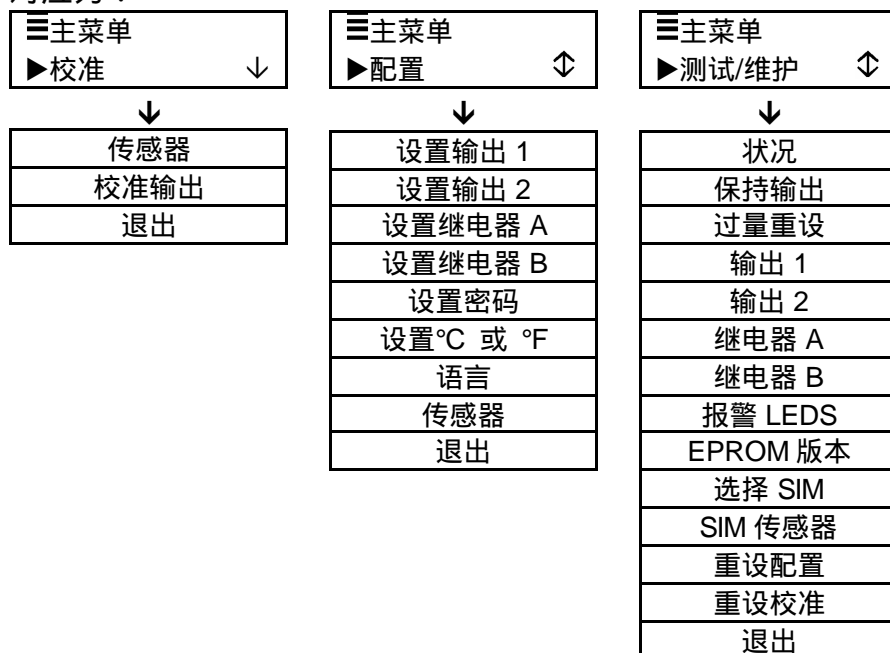 主菜单
▶校准 ↓
↓
传感器
校准输出
退出
主菜单
▶配置 ↕
↓
设置输出 1
设置输出 2
设置继电器 A
设置继电器 B
设置密码
设置°C 或 °F
语言
传感器
退出
主菜单
▶测试/维护 ↕
↓
状况
保持输出
过量重设
输出 1
输出 2
继电器 A
继电器 B
报警 LEDS
EPROM 版本
选择 SIM
SIM 传感器
重设配置
重设校准
退出